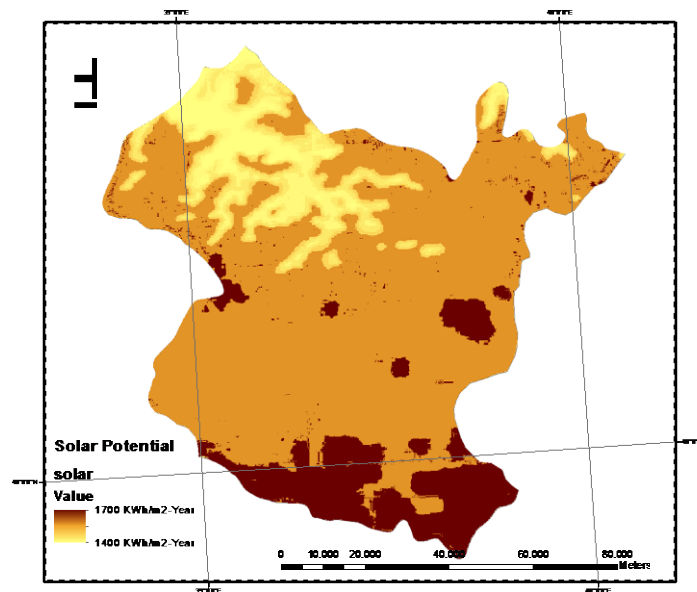 Solar Potential
solar
Value
1700 KWh/m2-Year
1400 KWh/m2-Year
0 10.000 20.000 40.000 60.000 80.000
Meters